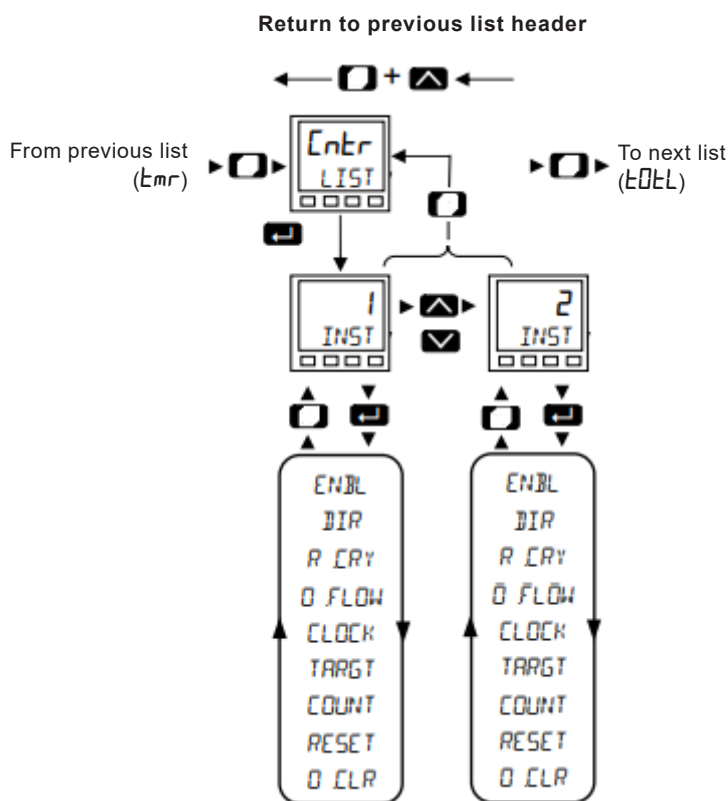 Return to previous list header
+
From previous list
(tmr)
Cntr
LIST
To next list
(tOtL)
1
INST
2
INST
ENBL
DIR
R.CRY
O.FLOW
CLOCK
TARGT
COUNT
RESET
O.CLR
ENBL
DIR
R.CRY
O.FLOW
CLOCK
TARGT
COUNT
RESET
O.CLR